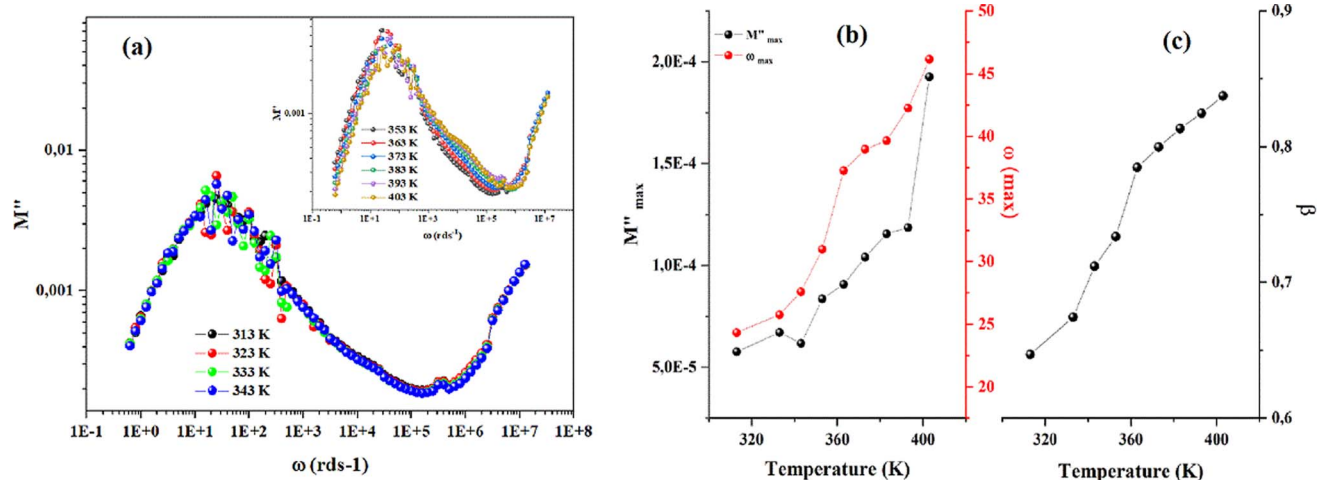 (a)
M"
0,01
0,001
1E-1 1E+0 1E+1 1E+2 1E+3 1E+4 1E+5 1E+6 1E+7 1E+8
ω (rds-1)
313 K
323 K
333 K
343 K
M"
0.001
353 K
363 K
373 K
383 K
393 K
403 K
1E-1 1E+1 1E+3 1E+5 1E+7
ω (rds-1)
(b)
M"max
ωmax
M"max
2,0E-4
1,5E-4
1,0E-4
5,0E-5
320 360 400
Temperature (K)
50
45
40
35
30
25
20
ω (max)
(c)
320 360 400
Temperature (K)
0,9
0,8
0,7
0,6
β